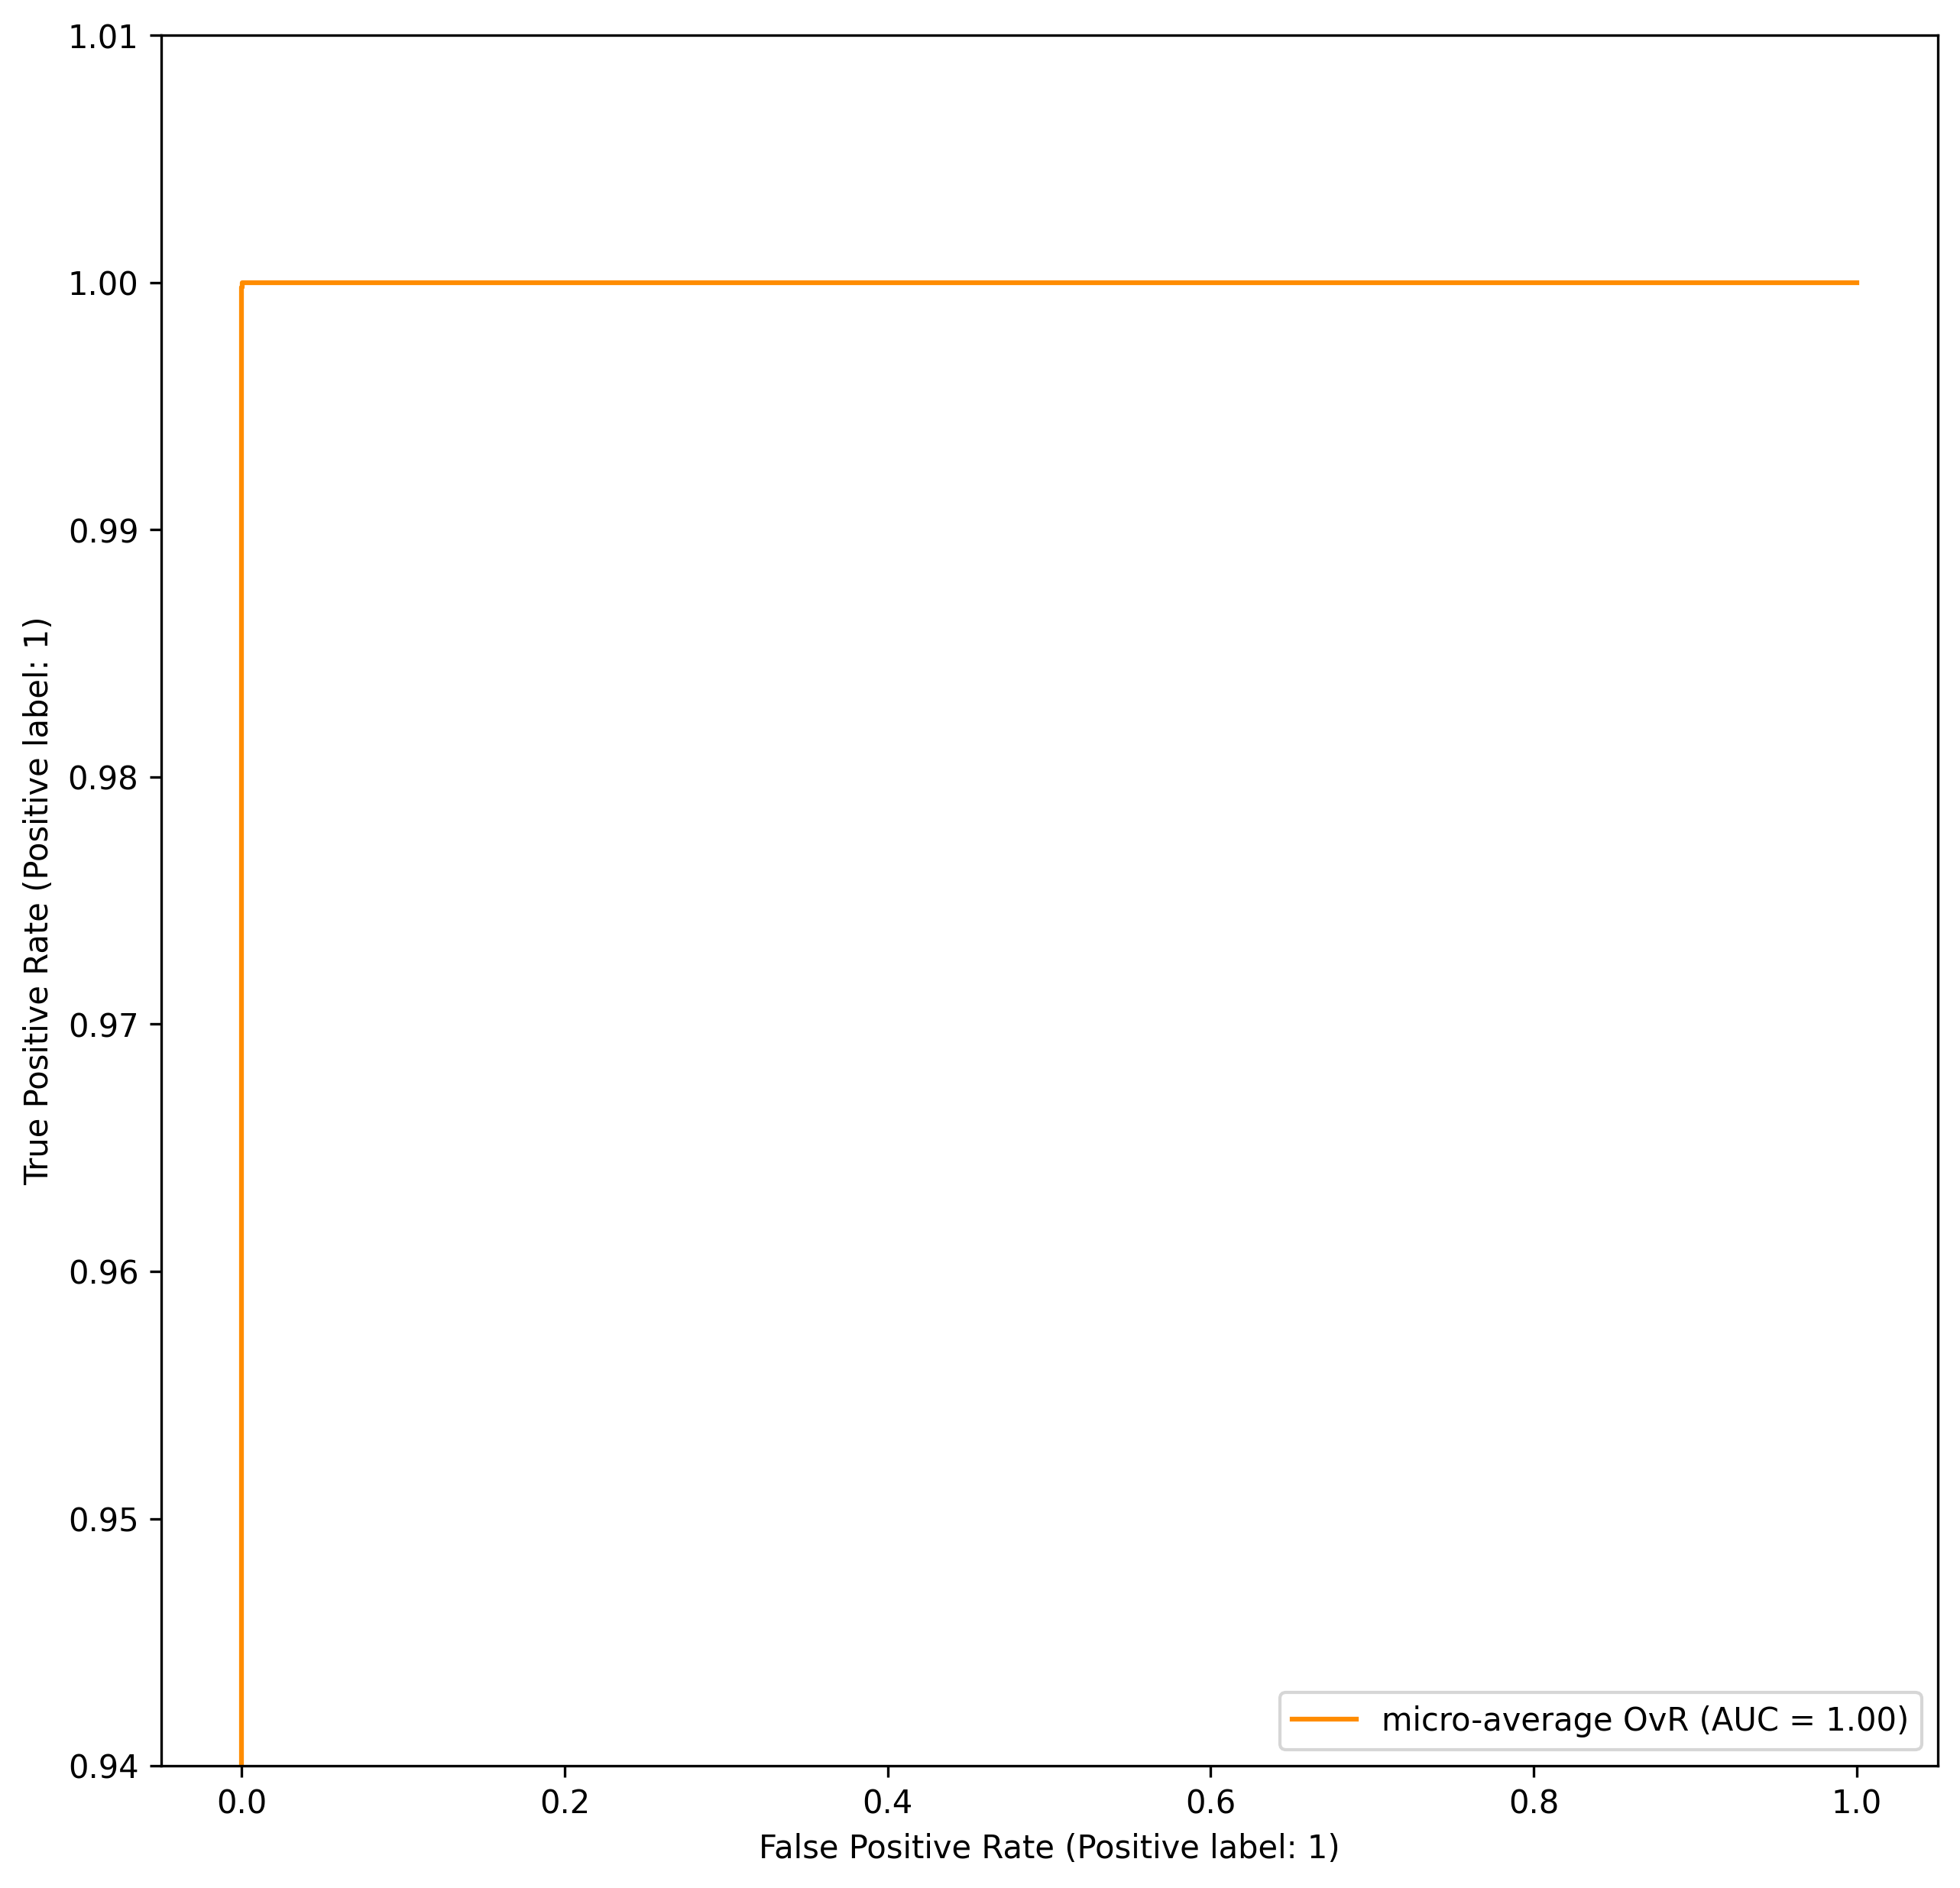 1.01
1.00
0.99
0.98
0.97
0.96
0.95
0.94
True Positive Rate (Positive label: 1)
micro-average OvR (AUC = 1.00)
0.0 0.2 0.4 0.6 0.8 1.0
False Positive Rate (Positive label: 1)